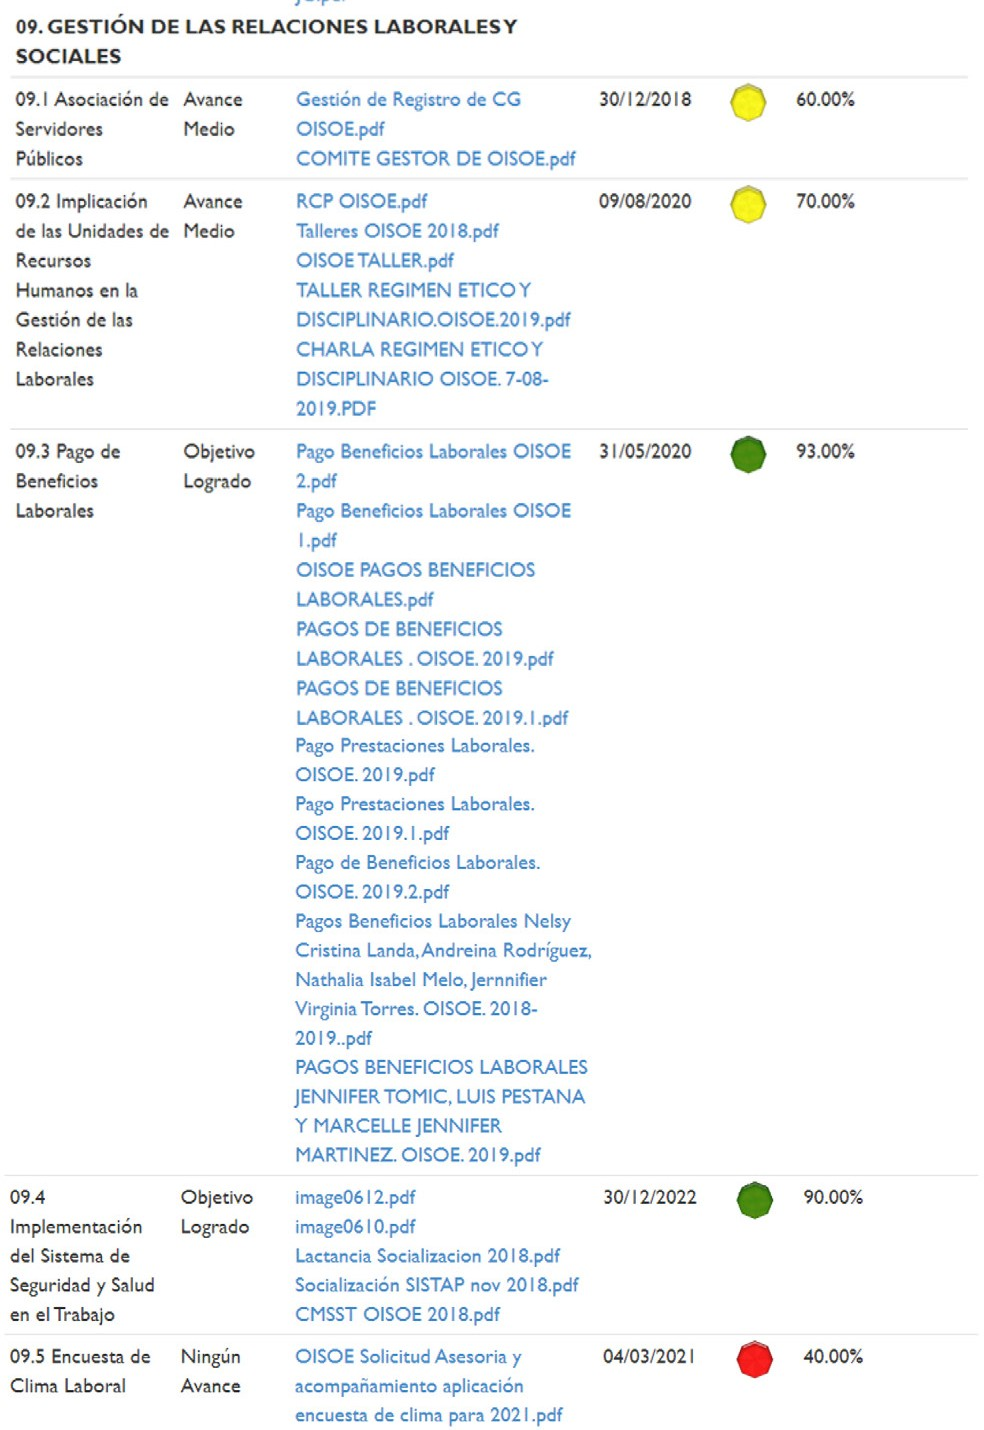 09. GESTIÓN DE LAS RELACIONES LABORALES Y
SOCIALES
09.1 Asociación de
Servidores
Públicos
Avance
Medio
Gestión de Registro de CG
OISOE.pdf
COMITE GESTOR DE OISOE.pdf
30/12/2018
60.00%
09.2 Implicación
de las Unidades de
Recursos
Humanos en la
Gestión de las
Relaciones
Laborales
Avance
Medio
RCP OISOE.pdf
Talleres OISOE 2018.pdf
OISOE TALLER.pdf
TALLER REGIMEN ETICO Y
DISCIPLINARIO.OISOE.2019.pdf
CHARLA REGIMEN ETICO Y
DISCIPLINARIO OISOE. 7-08-
2019.PDF
09/08/2020
70.00%
09.3 Pago de
Beneficios
Laborales
Objetivo
Logrado
Pago Beneficios Laborales OISOE
2.pdf
Pago Beneficios Laborales OISOE
1.pdf
OISOE PAGOS BENEFICIOS
LABORALES.pdf
PAGOS DE BENEFICIOS
LABORALES . OISOE. 2019.pdf
PAGOS DE BENEFICIOS
LABORALES . OISOE. 2019.1.pdf
Pago Prestaciones Laborales.
OISOE. 2019.pdf
Pago Prestaciones Laborales.
OISOE. 2019.1.pdf
Pago de Beneficios Laborales.
OISOE. 2019.2.pdf
Pagos Beneficios Laborales Nelsy
Cristina Landa, Andreina Rodríguez,
Nathalia Isabel Melo, Jernnifier
Virginia Torres. OISOE. 2018-
2019..pdf
PAGOS BENEFICIOS LABORALES
JENNIFER TOMIC, LUIS PESTANA
Y MARCELLE JENNIFER
MARTINEZ. OISOE. 2019.pdf
31/05/2020
93.00%
09.4
Implementación
del Sistema de
Seguridad y Salud
en el Trabajo
Objetivo
Logrado
image0612.pdf
image0610.pdf
Lactancia Socializacion 2018.pdf
Socialización SISTAP nov 2018.pdf
CMSST OISOE 2018.pdf
30/12/2022
90.00%
09.5 Encuesta de
Clima Laboral
Ningún
Avance
OISOE Solicitud Asesoria y
acompañamiento aplicación
encuesta de clima para 2021.pdf
04/03/2021
40.00%